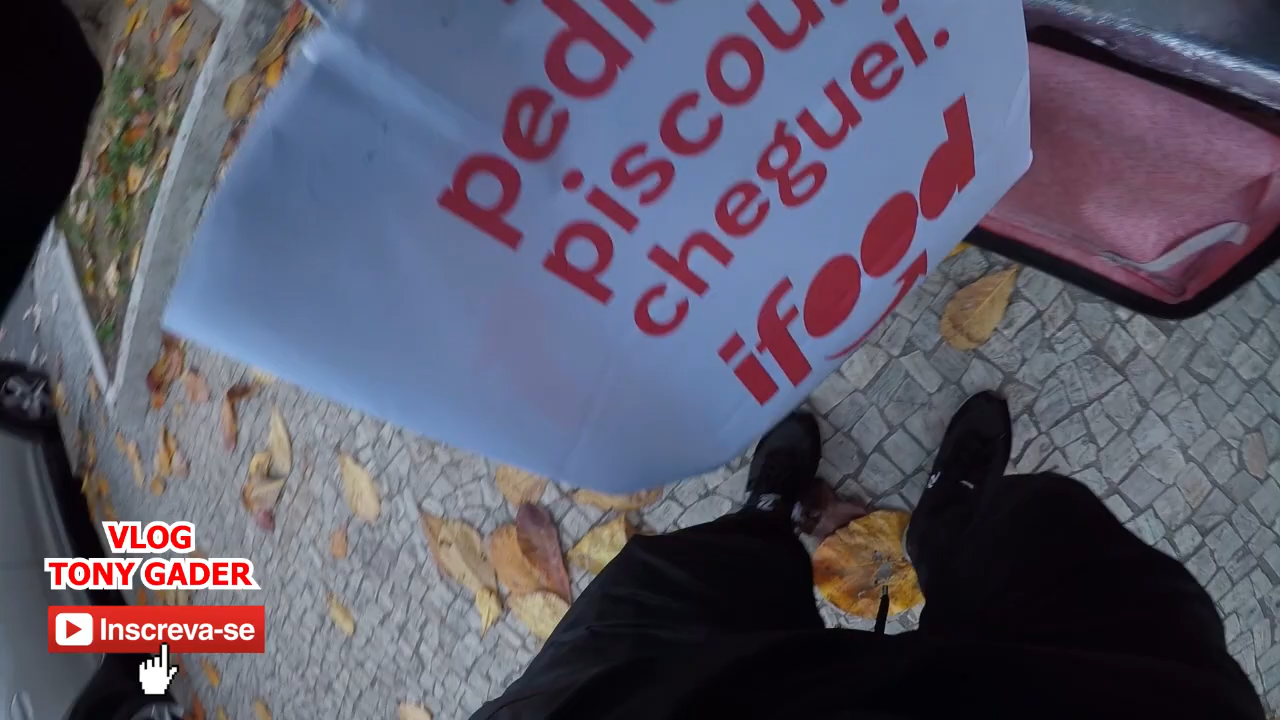 piscou,
cheguei.
ifood
VLOG
TONY GADER
Inscreva-se